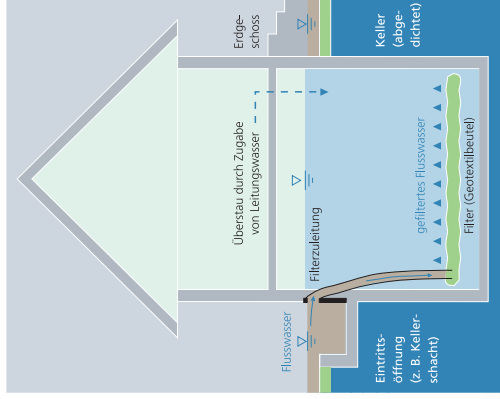 Erdge-
schoss
Keller
(abge-
dichtet)
Überstau durch Zugabe
von Leitungswasser
Filterzuleitung
gefiltertes Flusswasser
Filter (Geotextilbeutel)
Flusswasser
Eintritts-
öffnung
(z. B. Keller-
schacht)